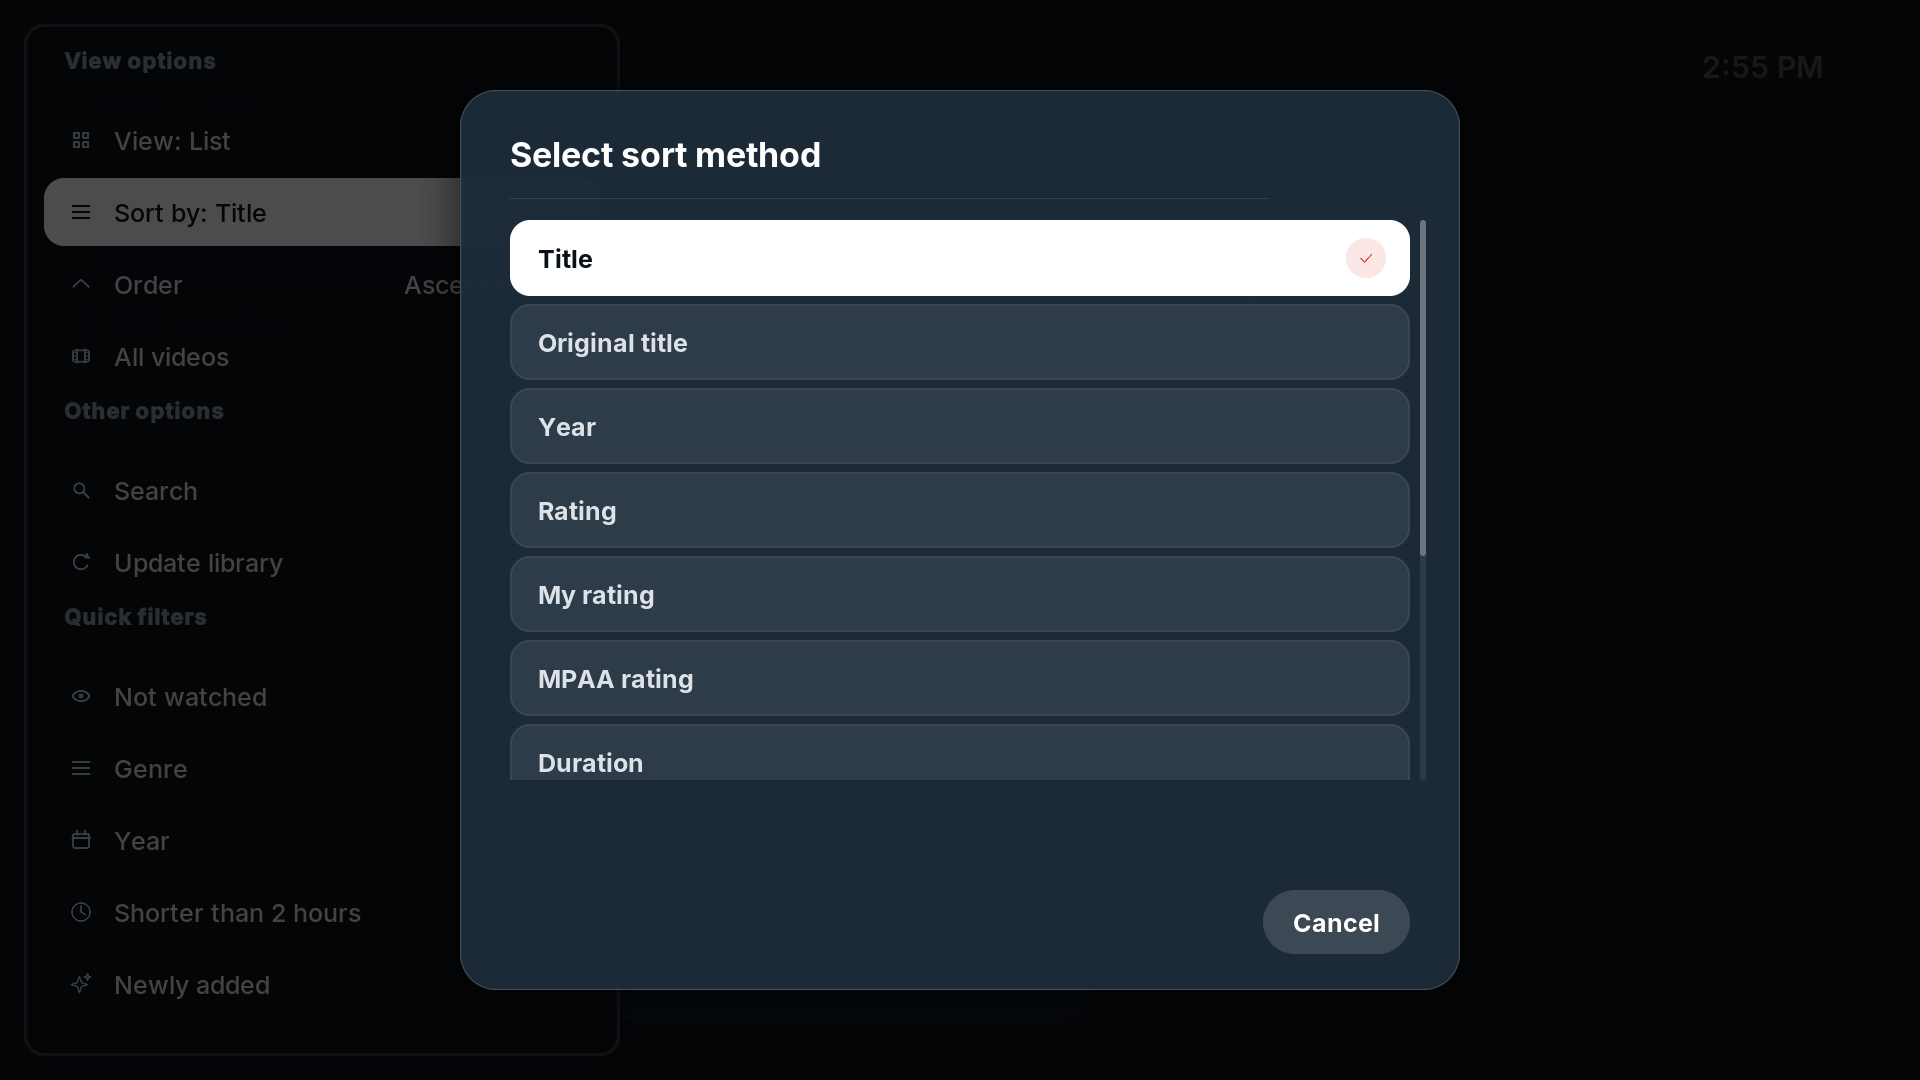 View options
2:55 PM
View: List
Sort by: Title
Order
All videos
Other options
Search
Update library
Quick filters
Not watched
Genre
Year
Shorter than 2 hours
Newly added
Select sort method
Title
Original title
Year
Rating
My rating
MPAA rating
Duration
Cancel